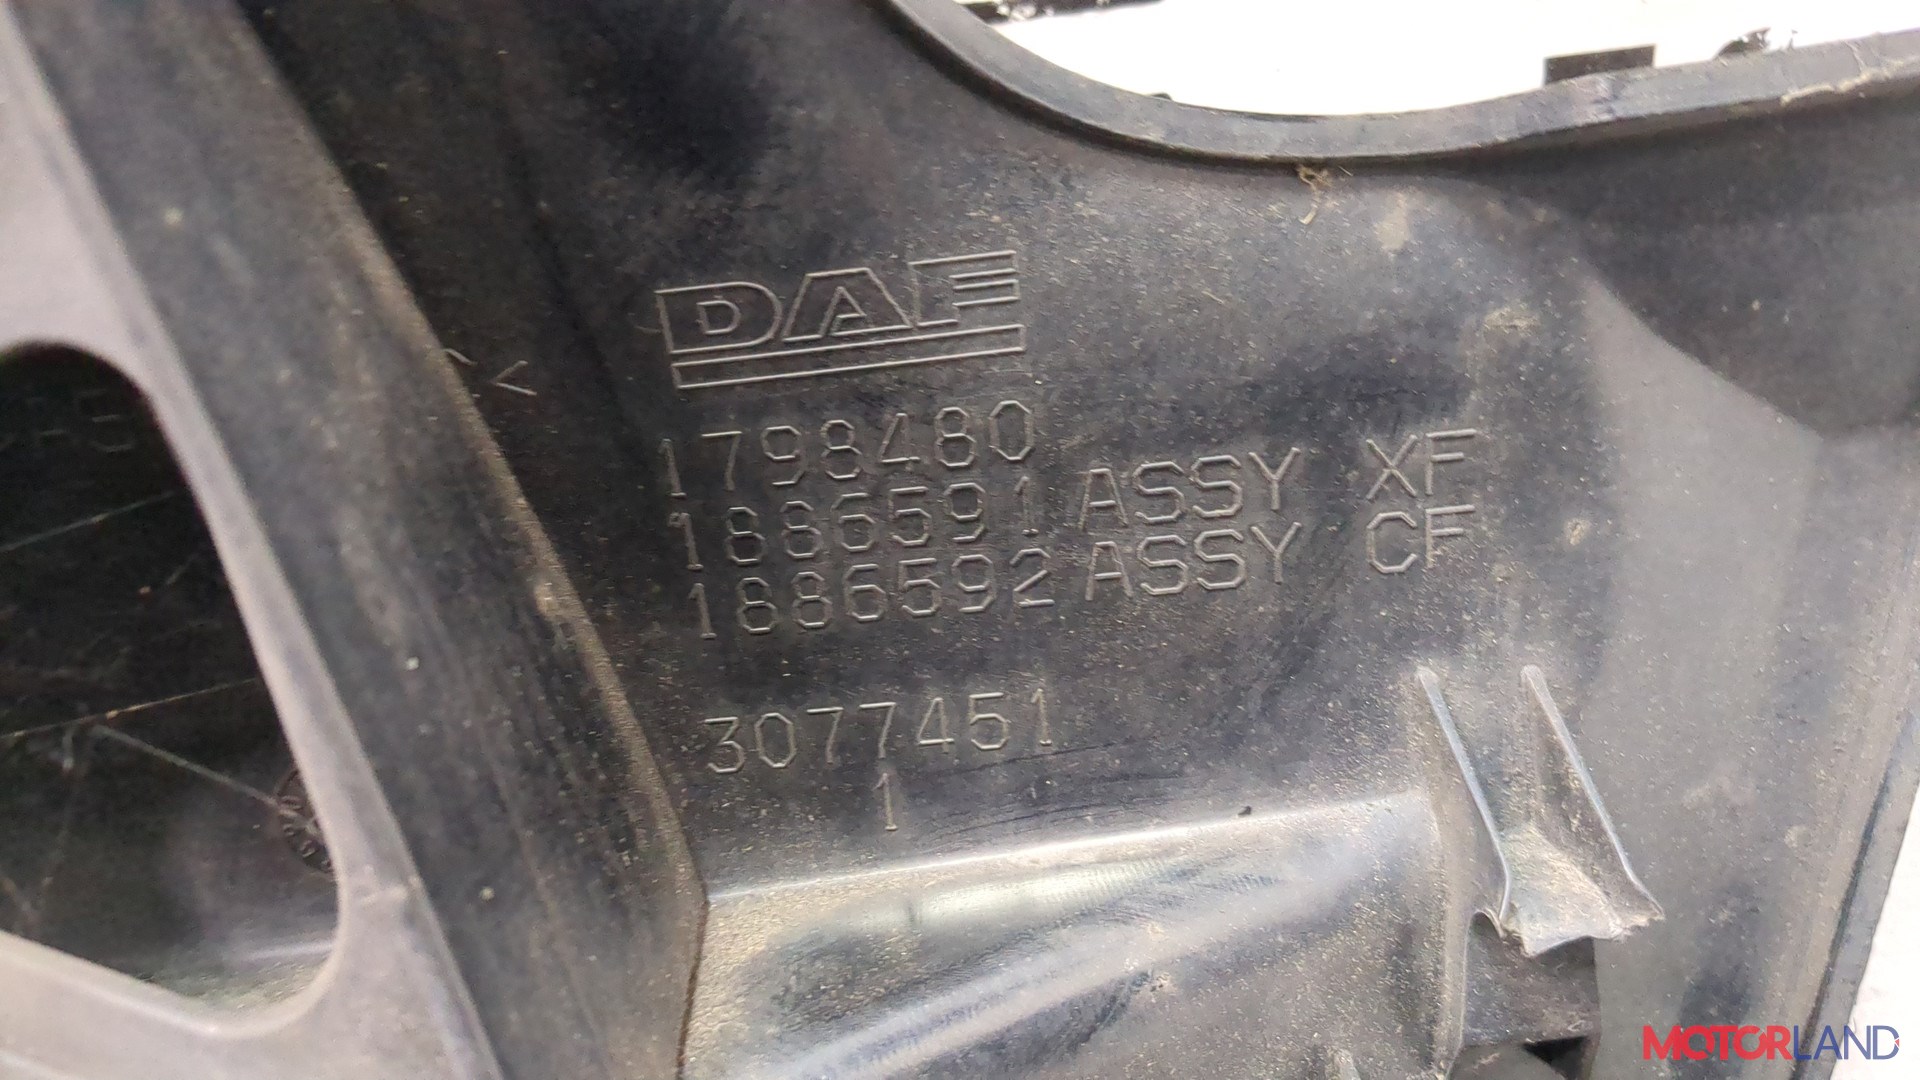 DAF
1798480
1886591 ASSY XF
1886592 ASSY CF
3077451
1
MOTORLAND